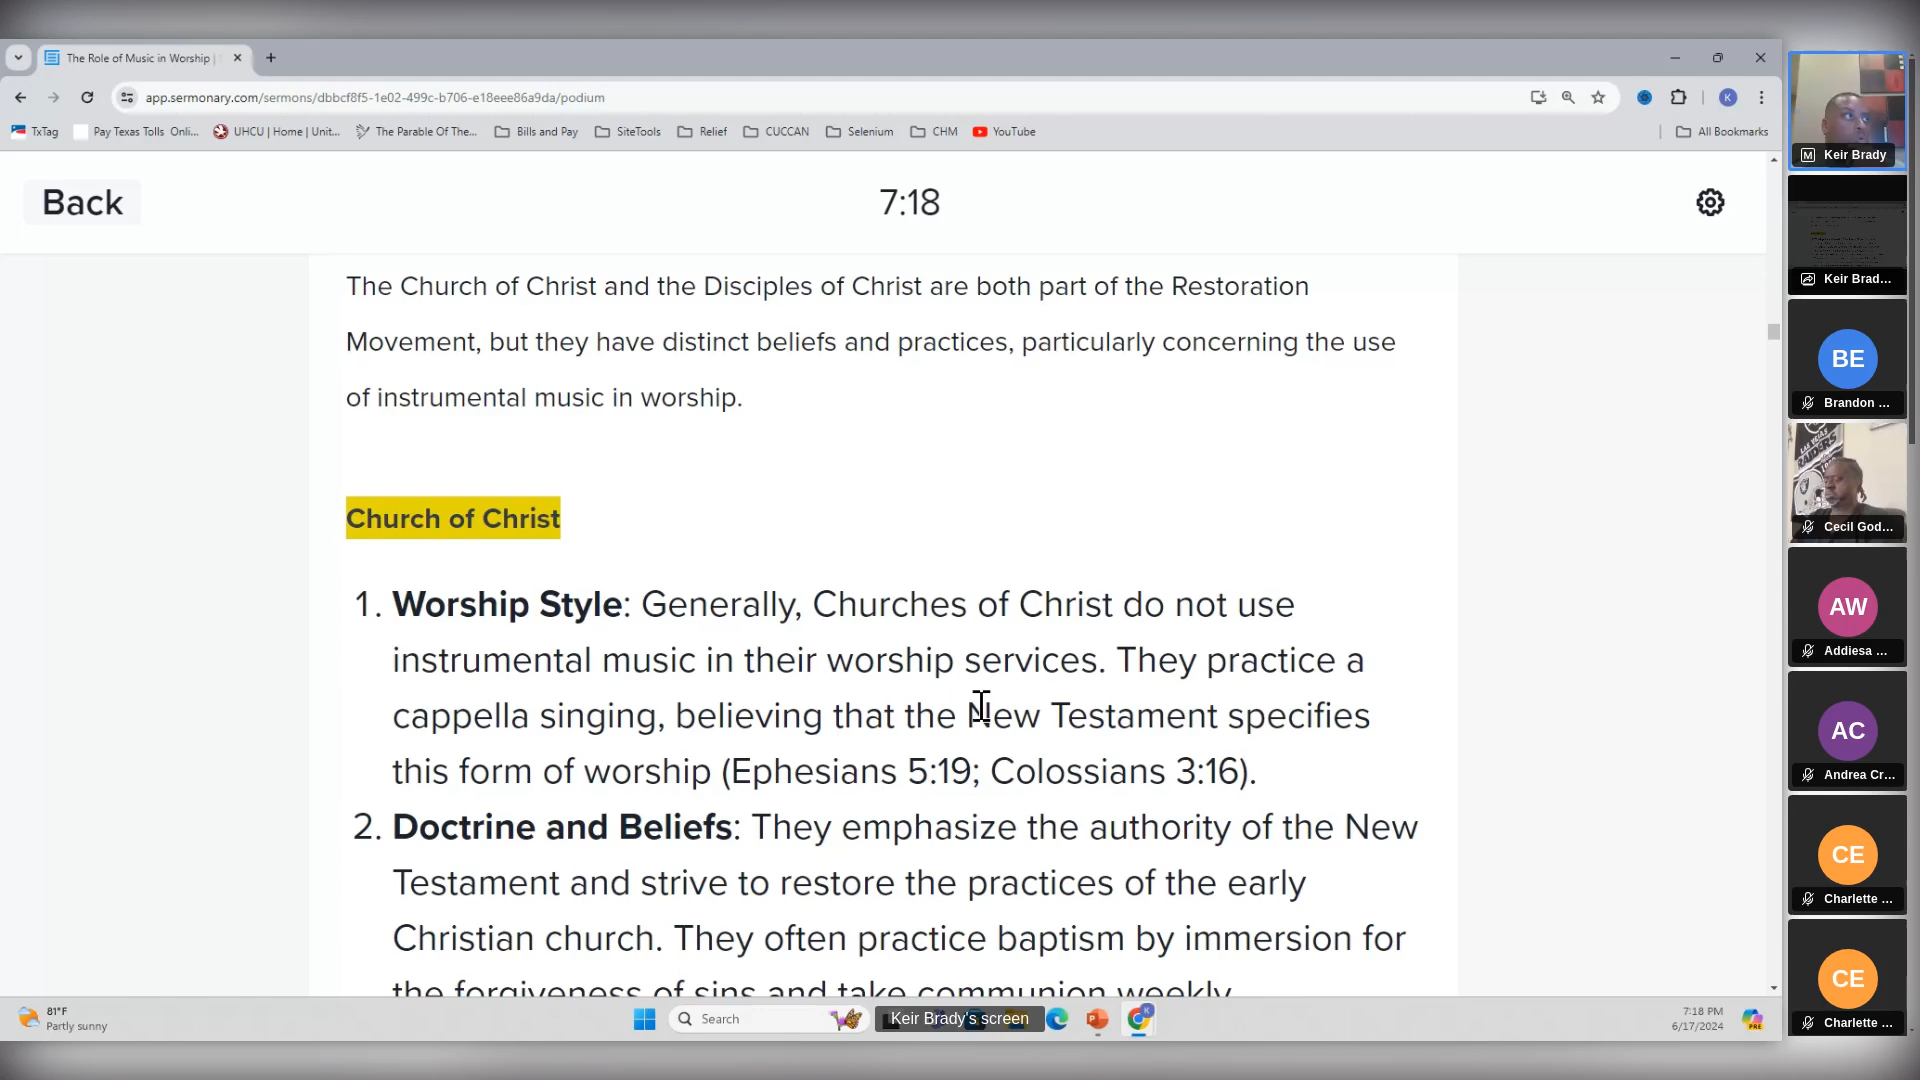 The Role of Music in Worship |
app.sermonary.com/sermons/dbbcf8f5-1e02-499c-b706-e18eee86a9da/podium
TxTag
Pay Texas Tolls Onli...
UHCU | Home | Unit...
The Parable Of The...
Bills and Pay
SiteTools
Relief
CUCCAN
Selenium
CHM
YouTube
All Bookmarks
K
Back
7:18
The Church of Christ and the Disciples of Christ are both part of the Restoration
Movement, but they have distinct beliefs and practices, particularly concerning the use
of instrumental music in worship.
Church of Christ
1. Worship Style: Generally, Churches of Christ do not use
instrumental music in their worship services. They practice a
cappella singing, believing that the New Testament specifies
this form of worship (Ephesians 5:19; Colossians 3:16).
2. Doctrine and Beliefs: They emphasize the authority of the New
Testament and strive to restore the practices of the early
Christian church. They often practice baptism by immersion for
the forgiveness of sins and take communion weekly.
81°F
Partly sunny
Search
Keir Brady's screen
7:18 PM
6/17/2024
PRE
Keir Brady
Keir Brad...
BE
Brandon ...
Cecil God...
AW
Addiesa ...
AC
Andrea Cr...
CE
Charlette ...
CE
Charlette ...